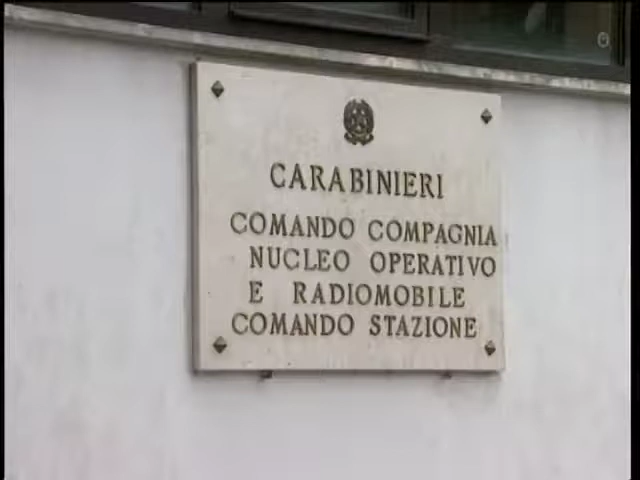 CARABINIERI
COMANDO COMPAGNIA
NUCLEO OPERATIVO
E RADIOMOBILE
COMANDO STAZIONE